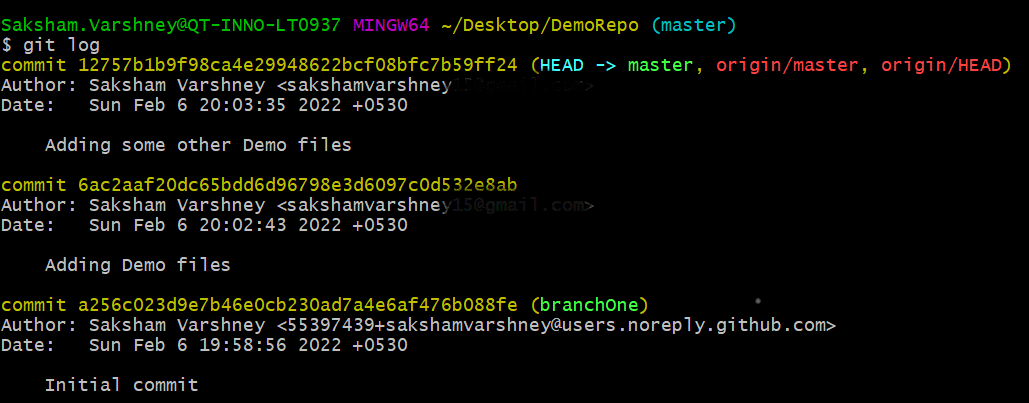 Saksham.Varshney@QT-INNO-LT0937 MINGW64 ~/Desktop/DemoRepo (master)
$ git log
commit 12757b1b9f98ca4e29948622bcf08bfc7b59ff24 (HEAD -> master, origin/master, origin/HEAD)
Author: Saksham Varshney <sakshamvarshney
Date:   Sun Feb 6 20:03:35 2022 +0530
Adding some other Demo files
commit 6ac2aaf20dc65bdd6d96798e3d6097c0d532e8ab
Author: Saksham Varshney <sakshamvarshney15@gmail.com>
Date:   Sun Feb 6 20:02:43 2022 +0530
Adding Demo files
commit a256c023d9e7b46e0cb230ad7a4e6af476b088fe (branchOne)
Author: Saksham Varshney <55397439+sakshamvarshney@users.noreply.github.com>
Date:   Sun Feb 6 19:58:56 2022 +0530
Initial commit